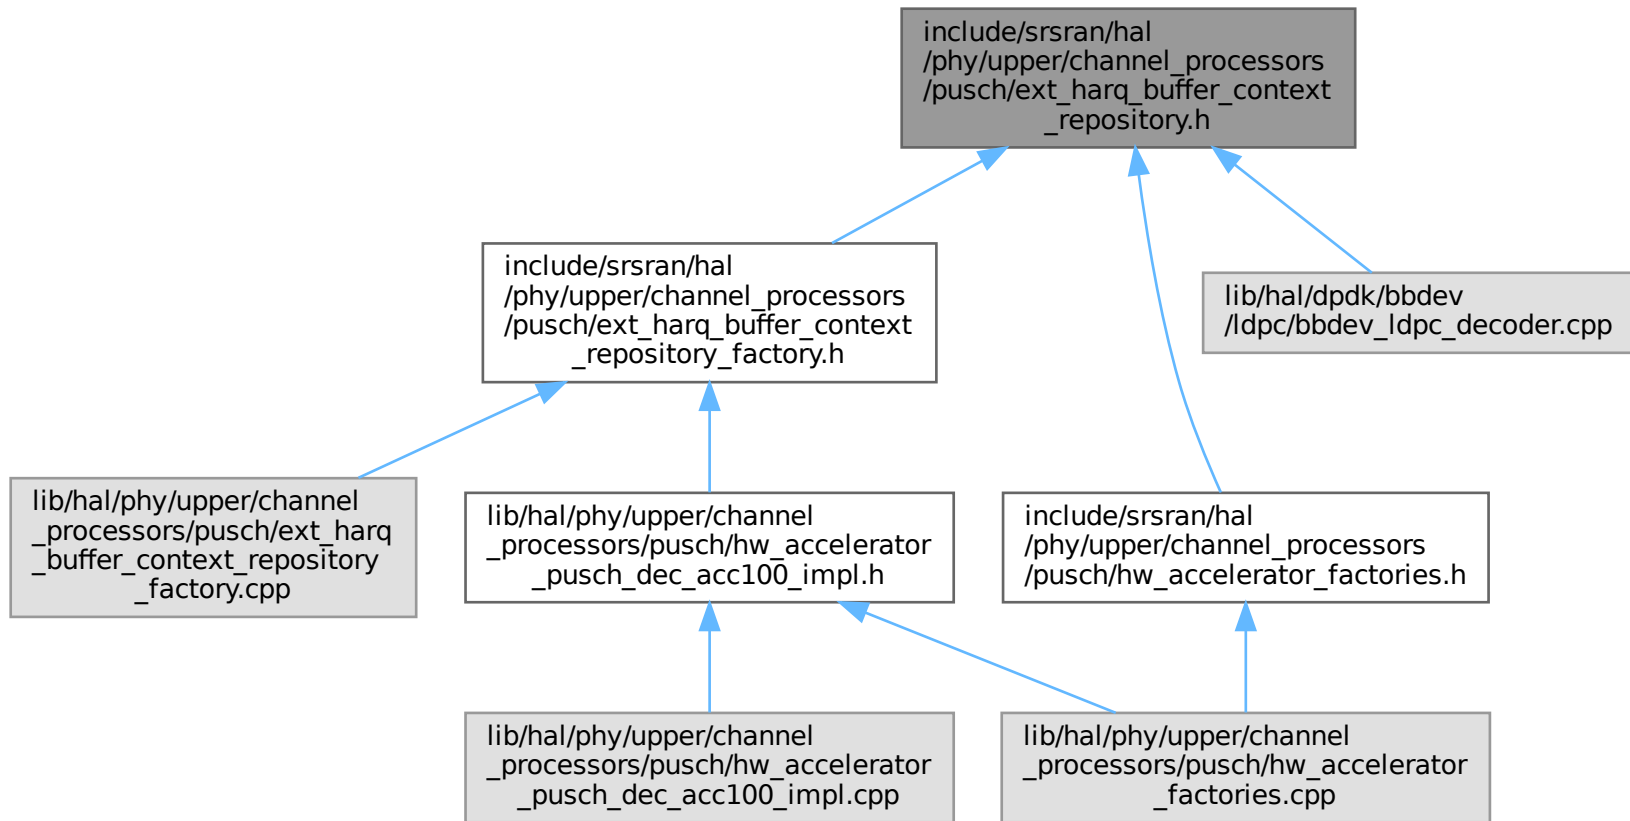 include/srsran/hal
/phy/upper/channel_processors
/pusch/ext_harq_buffer_context
_repository.h
include/srsran/hal
/phy/upper/channel_processors
/pusch/ext_harq_buffer_context
_repository_factory.h
lib/hal/dpdk/bbdev
/ldpc/bbdev_ldpc_decoder.cpp
lib/hal/phy/upper/channel
_processors/pusch/ext_harq
_buffer_context_repository
_factory.cpp
lib/hal/phy/upper/channel
_processors/pusch/hw_accelerator
_pusch_dec_acc100_impl.h
include/srsran/hal
/phy/upper/channel_processors
/pusch/hw_accelerator_factories.h
lib/hal/phy/upper/channel
_processors/pusch/hw_accelerator
_pusch_dec_acc100_impl.cpp
lib/hal/phy/upper/channel
_processors/pusch/hw_accelerator
_factories.cpp